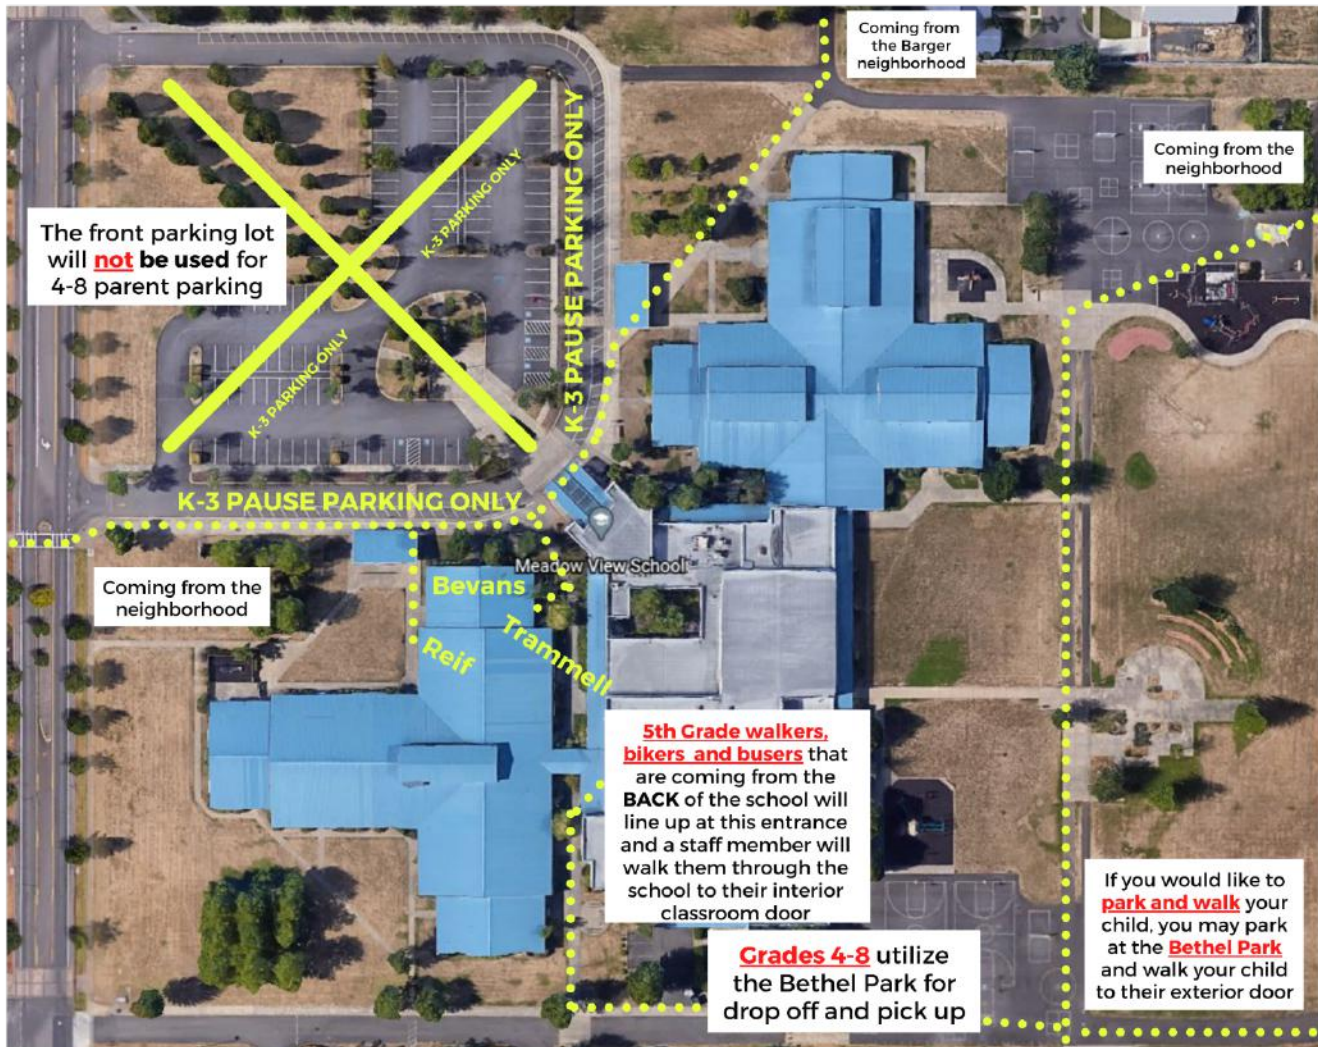 Coming from
the Barger
neighborhood
Coming from the
neighborhood
The front parking lot
will not be used for
4-8 parent parking
K-3 PARKING ONLY
K-3 PARKING ONLY
K-3 PAUSE PARKING ONLY
K-3 PAUSE PARKING ONLY
Meadow View School
Coming from the
neighborhood
Bevans
Trammell
Reif
5th Grade walkers,
bikers and busers that
are coming from the
BACK of the school will
line up at this entrance
and a staff member will
walk them through the
school to their interior
classroom door
Grades 4-8 utilize
the Bethel Park for
drop off and pick up
If you would like to
park and walk your
child, you may park
at the Bethel Park
and walk your child
to their exterior door